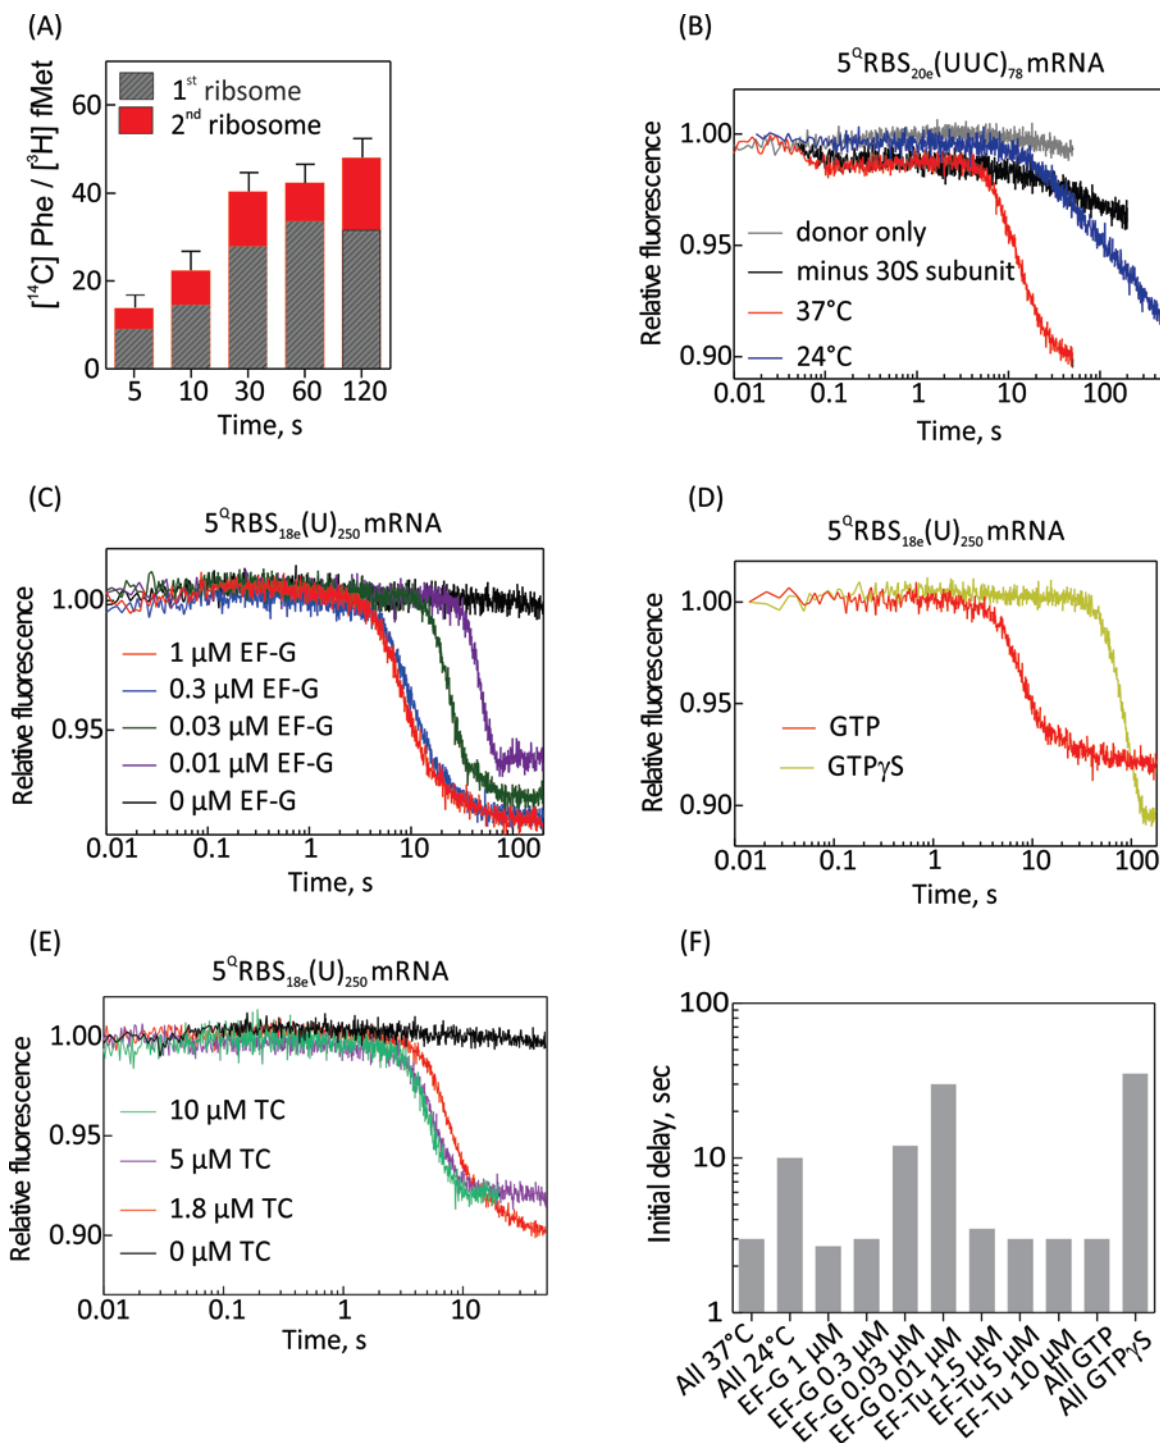 (A)
[¹⁴C] Phe / [³H] fMet
60
40
20
0
1ˢᵗ ribsome
2ⁿᵈ ribosome
5 10 30 60 120
Time, s
(B)
5ꟴRBS₂₀ₑ(UUC)₇₈ mRNA
Relative fluorescence
1.00
0.95
0.90
donor only
minus 30S subunit
37°C
24°C
0.01 0.1 1 10 100
Time, s
(C)
5ꟴRBS₁₈ₑ(U)₂₅₀ mRNA
Relative fluorescence
1.00
0.95
1 µM EF-G
0.3 µM EF-G
0.03 µM EF-G
0.01 µM EF-G
0 µM EF-G
0.01 0.1 1 10 100
Time, s
(D)
5ꟴRBS₁₈ₑ(U)₂₅₀ mRNA
Relative fluorescence
1.00
0.95
0.90
GTP
GTPγS
0.01 0.1 1 10 100
Time, s
(E)
5ꟴRBS₁₈ₑ(U)₂₅₀ mRNA
Relative fluorescence
1.00
0.95
0.90
10 µM TC
5 µM TC
1.8 µM TC
0 µM TC
0.01 0.1 1 10
Time, s
(F)
Initial delay, sec
100
10
1
All 37°C
All 24°C
EF-G 1 µM
EF-G 0.3 µM
EF-G 0.03 µM
EF-G 0.01 µM
EF-Tu 1.5 µM
EF-Tu 5 µM
EF-Tu 10 µM
All GTP
All GTPγS